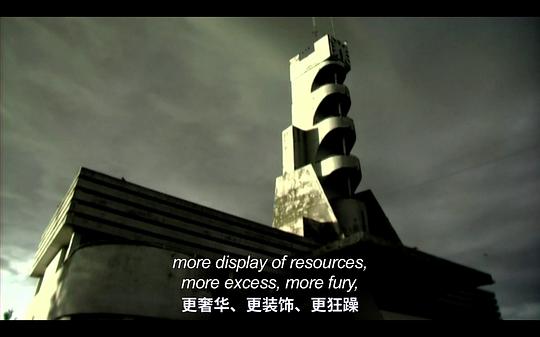 more display of resources,
more excess, more fury,
更奢华、更装饰、更狂躁